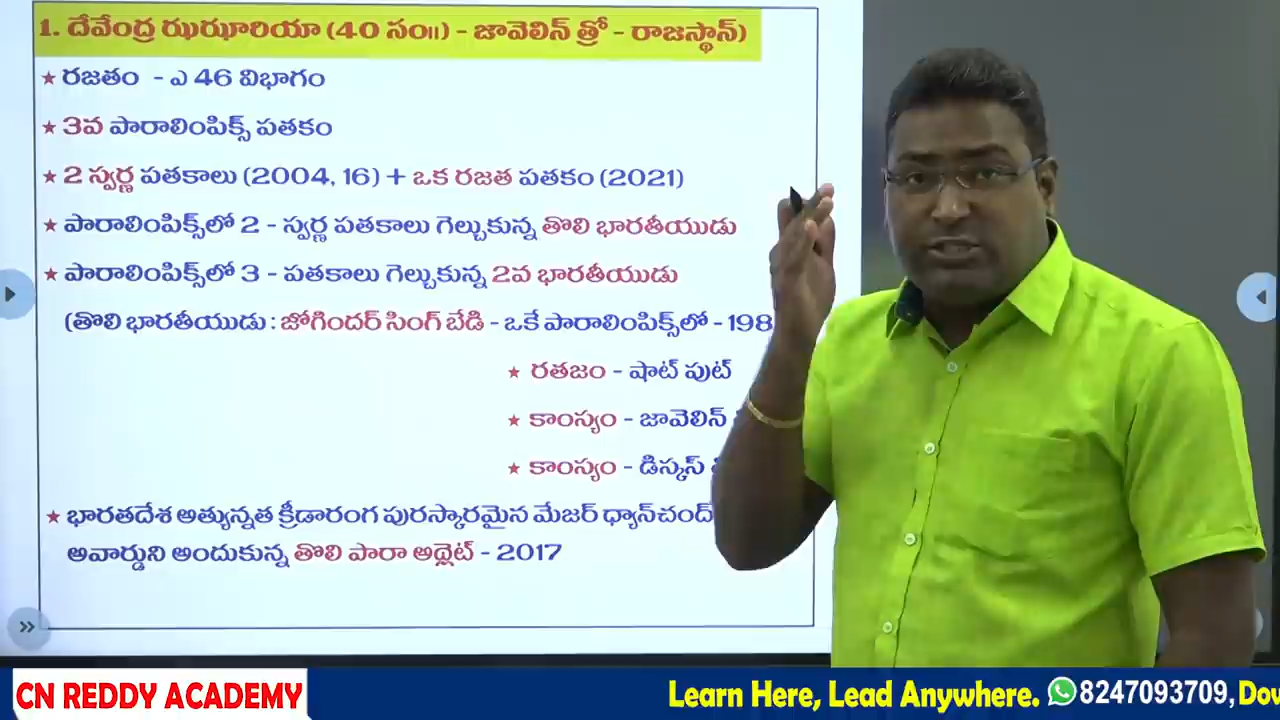 1. దేవేంద్ర ఝఝారియా (40 సం॥) - జావెలిన్ త్రో - రాజస్థాన్)
★ రజతం - ఎ 46 విభాగం
★ 3వ పారాలింపిక్స్ పతకం
★ 2 స్వర్ణ పతకాలు (2004, 16) + ఒక రజత పతకం (2021)
★ పారాలింపిక్స్‌లో 2 - స్వర్ణ పతకాలు గెల్చుకున్న తొలి భారతీయుడు
★ పారాలింపిక్స్‌లో 3 - పతకాలు గెల్చుకున్న 2వ భారతీయుడు
(తొలి భారతీయుడు : జోగిందర్ సింగ్ బేడి - ఒకే పారాలింపిక్స్‌లో - 198
★ రతజం - షాట్ పుట్
★ కాంస్యం - జావెలిన్
★ కాంస్యం - డిస్కస్
★ భారతదేశ అత్యున్నత క్రీడారంగ పురస్కారమైన మేజర్ ధ్యాన్‌చంద్
అవార్డుని అందుకున్న తొలి పారా అథ్లెట్ - 2017
CN REDDY ACADEMY
Learn Here, Lead Anywhere. 8247093709,